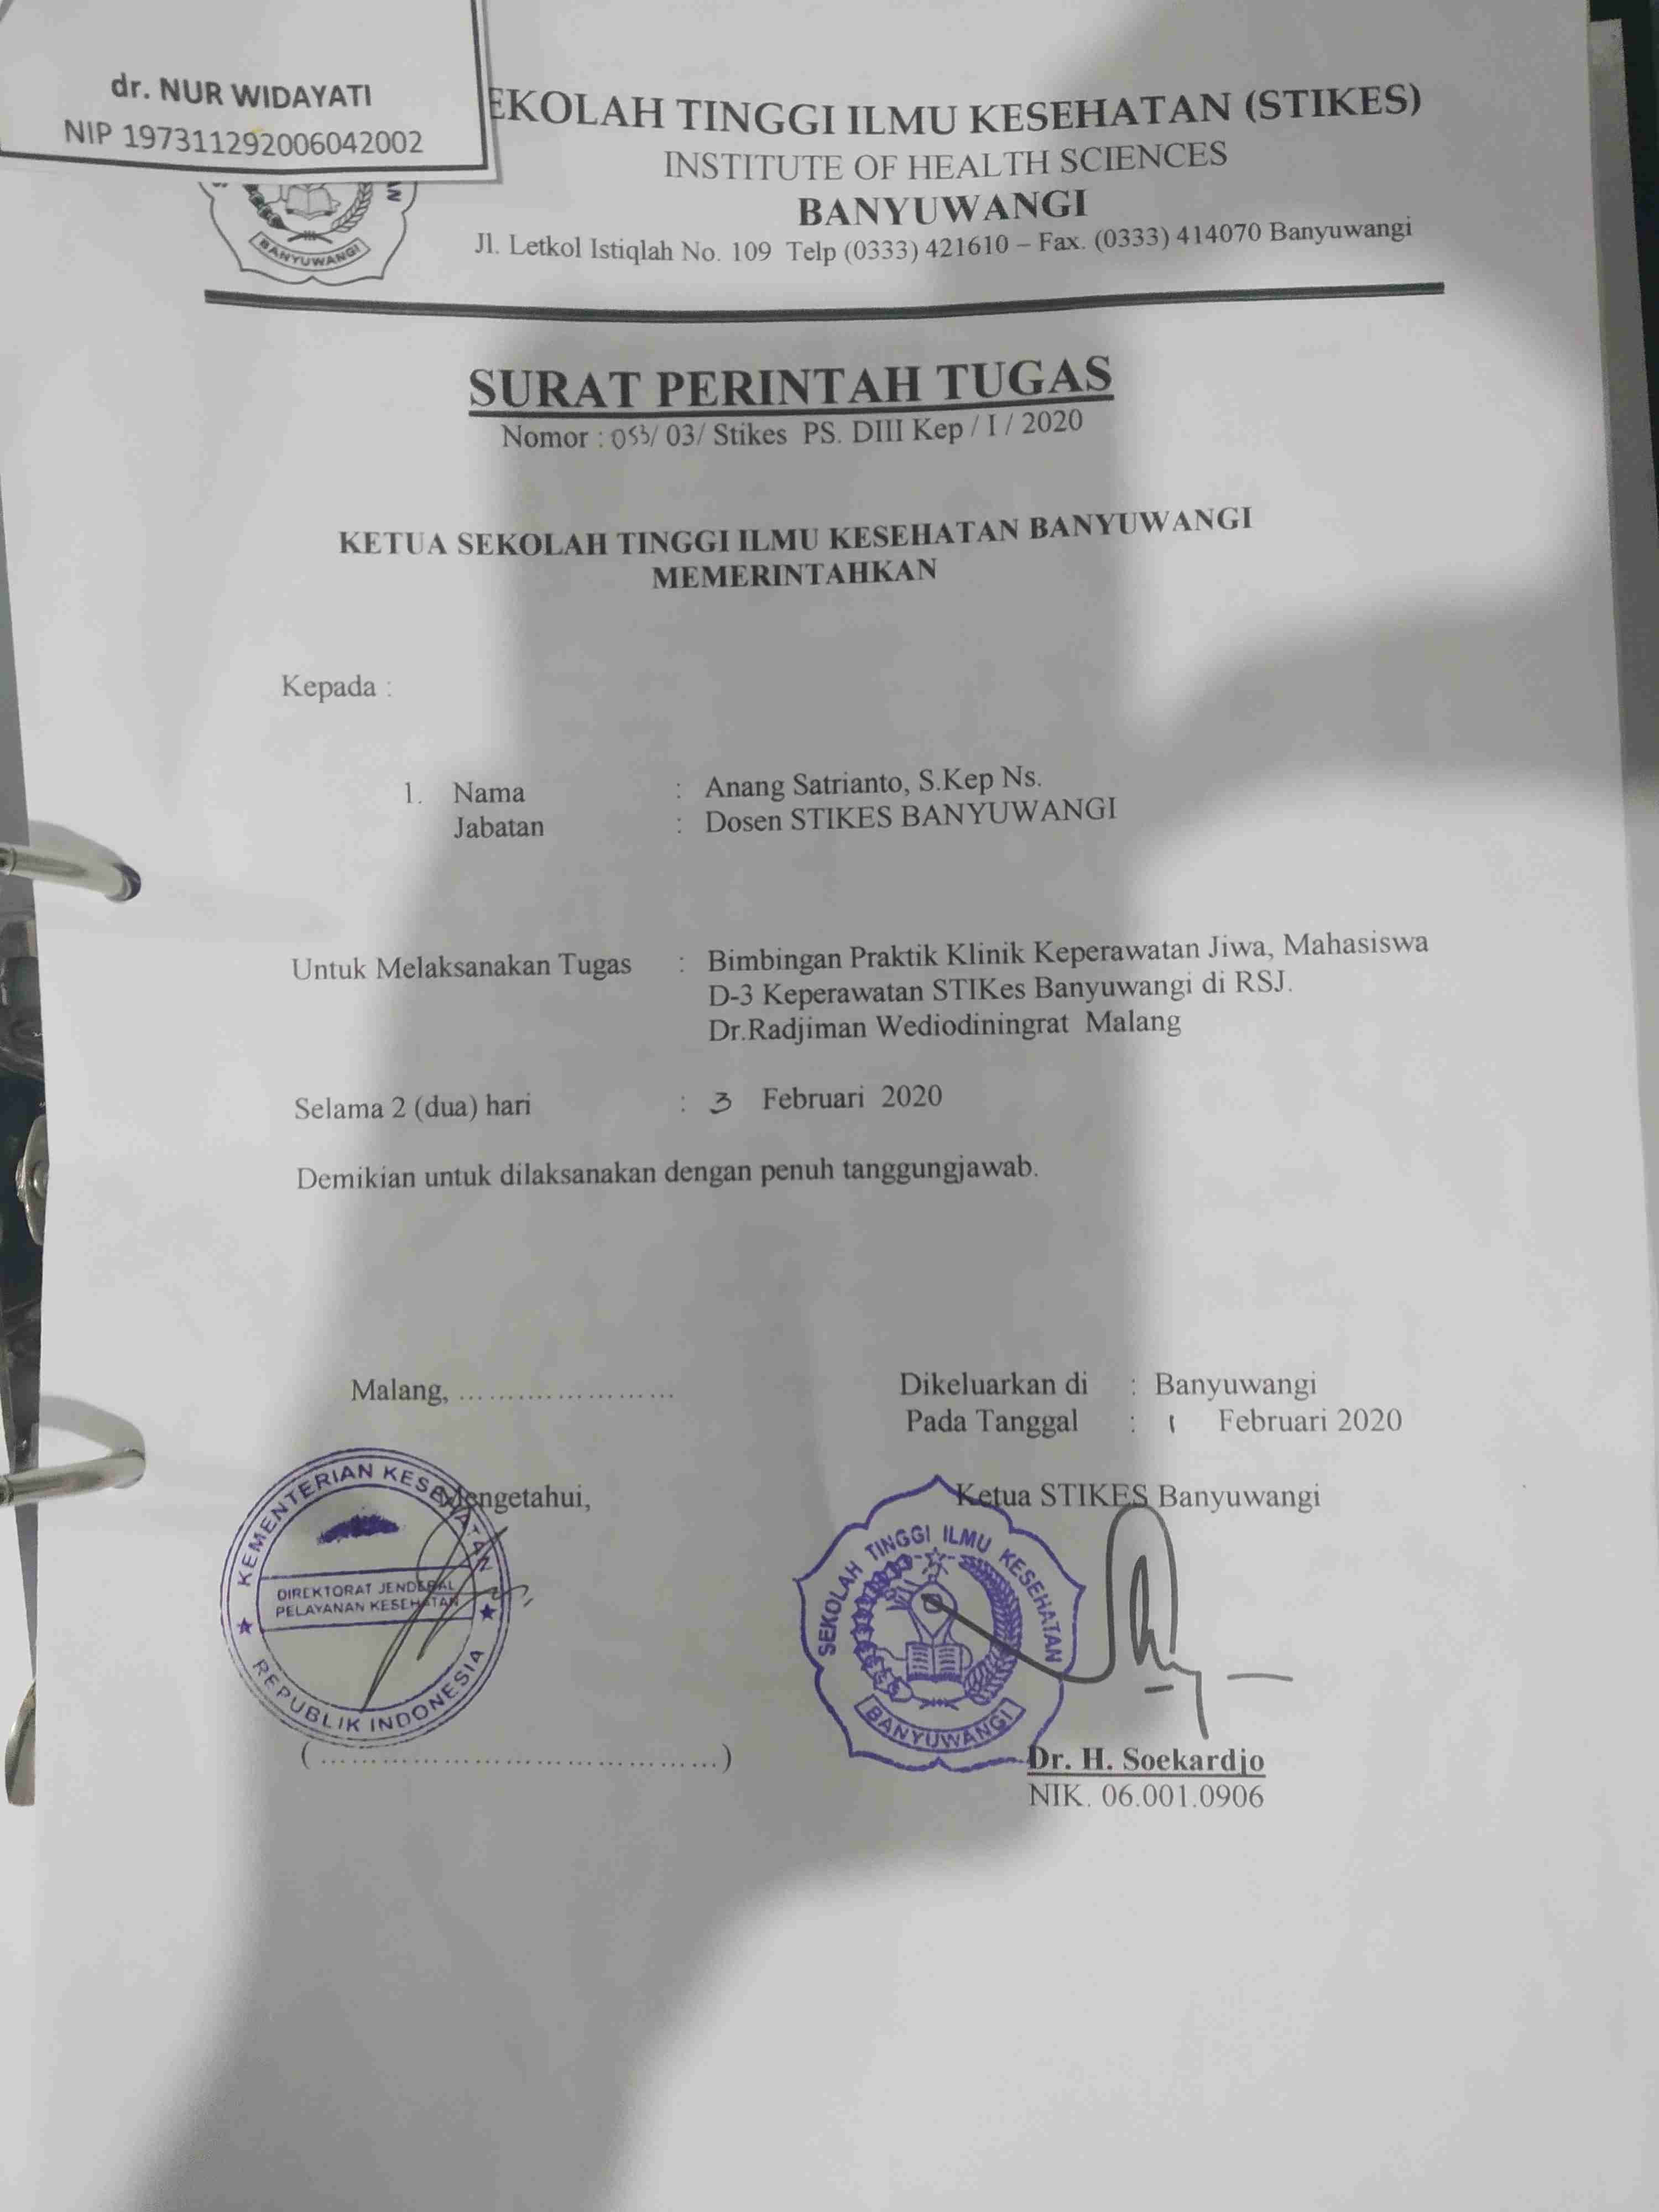 dr. NUR WIDAYATI
NIP 197311292006042002
EKOLAH TINGGI ILMU KESEHATAN (STIKES)
INSTITUTE OF HEALTH SCIENCES
BANYUWANGI
Jl. Letkol Istiqlah No. 109 Telp (0333) 421610 – Fax. (0333) 414070 Banyuwangi
BANYUWANGI
SURAT PERINTAH TUGAS
Nomor : 053/ 03/ Stikes PS. DIII Kep / I / 2020
KETUA SEKOLAH TINGGI ILMU KESEHATAN BANYUWANGI
MEMERINTAHKAN
Kepada :
1. Nama : Anang Satrianto, S.Kep Ns.
Jabatan : Dosen STIKES BANYUWANGI
Untuk Melaksanakan Tugas : Bimbingan Praktik Klinik Keperawatan Jiwa, Mahasiswa
D-3 Keperawatan STIKes Banyuwangi di RSJ.
Dr.Radjiman Wediodiningrat Malang
Selama 2 (dua) hari : 3 Februari 2020
Demikian untuk dilaksanakan dengan penuh tanggungjawab.
Malang, ........................
Dikeluarkan di : Banyuwangi
Pada Tanggal : 1 Februari 2020
Mengetahui,
Ketua STIKES Banyuwangi
KEMENTERIAN KESEHATAN
DIREKTORAT JENDERAL
PELAYANAN KESEHATAN
REPUBLIK INDONESIA
SEKOLAH TINGGI ILMU KESEHATAN
BANYUWANGI
(............................................)
Dr. H. Soekardjo
NIK. 06.001.0906